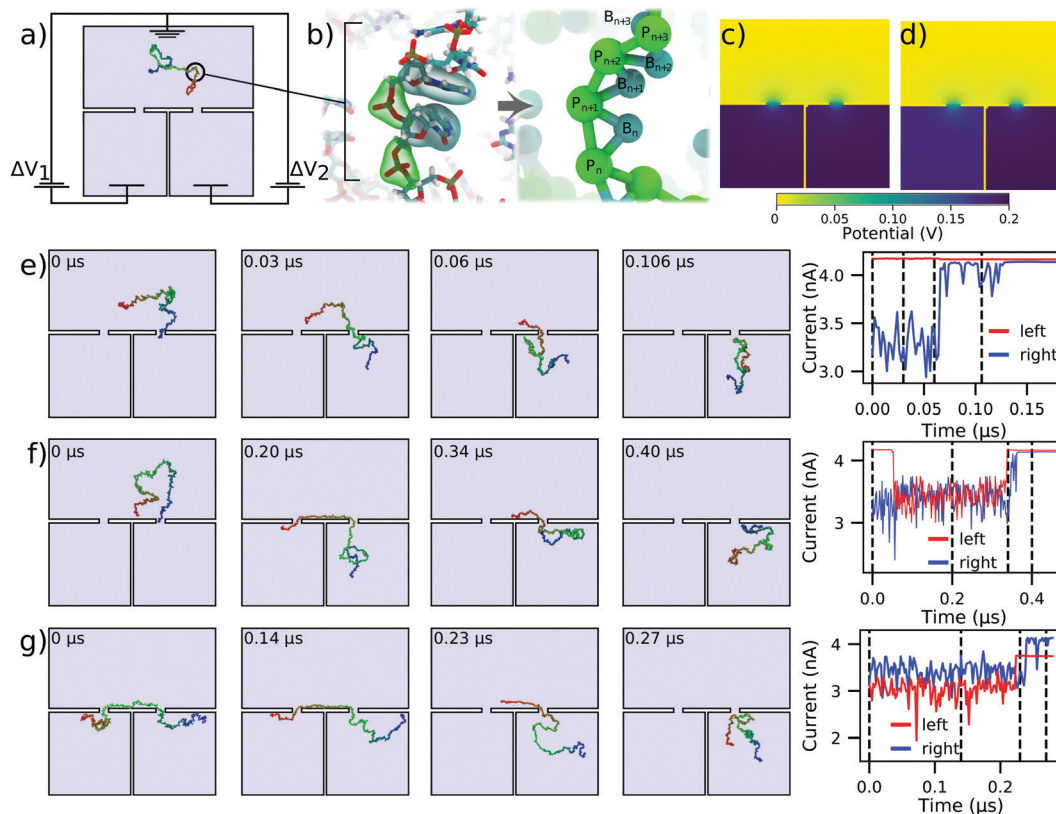 a)
ΔV1
ΔV2
b)
Bn+3
Pn+3
Pn+2
Bn+2
Bn+1
Pn+1
Bn
Pn
c)
d)
0 0.05 0.10 0.15 0.2
Potential (V)
e)
0 μs
0.03 μs
0.06 μs
0.106 μs
Current (nA)
4.0
3.5
3.0
left
right
0.00 0.05 0.10 0.15
Time (μs)
f)
0 μs
0.20 μs
0.34 μs
0.40 μs
Current (nA)
4
3
left
right
0.0 0.2 0.4
Time (μs)
g)
0 μs
0.14 μs
0.23 μs
0.27 μs
Current (nA)
4
3
2
left
right
0.0 0.1 0.2
Time (μs)